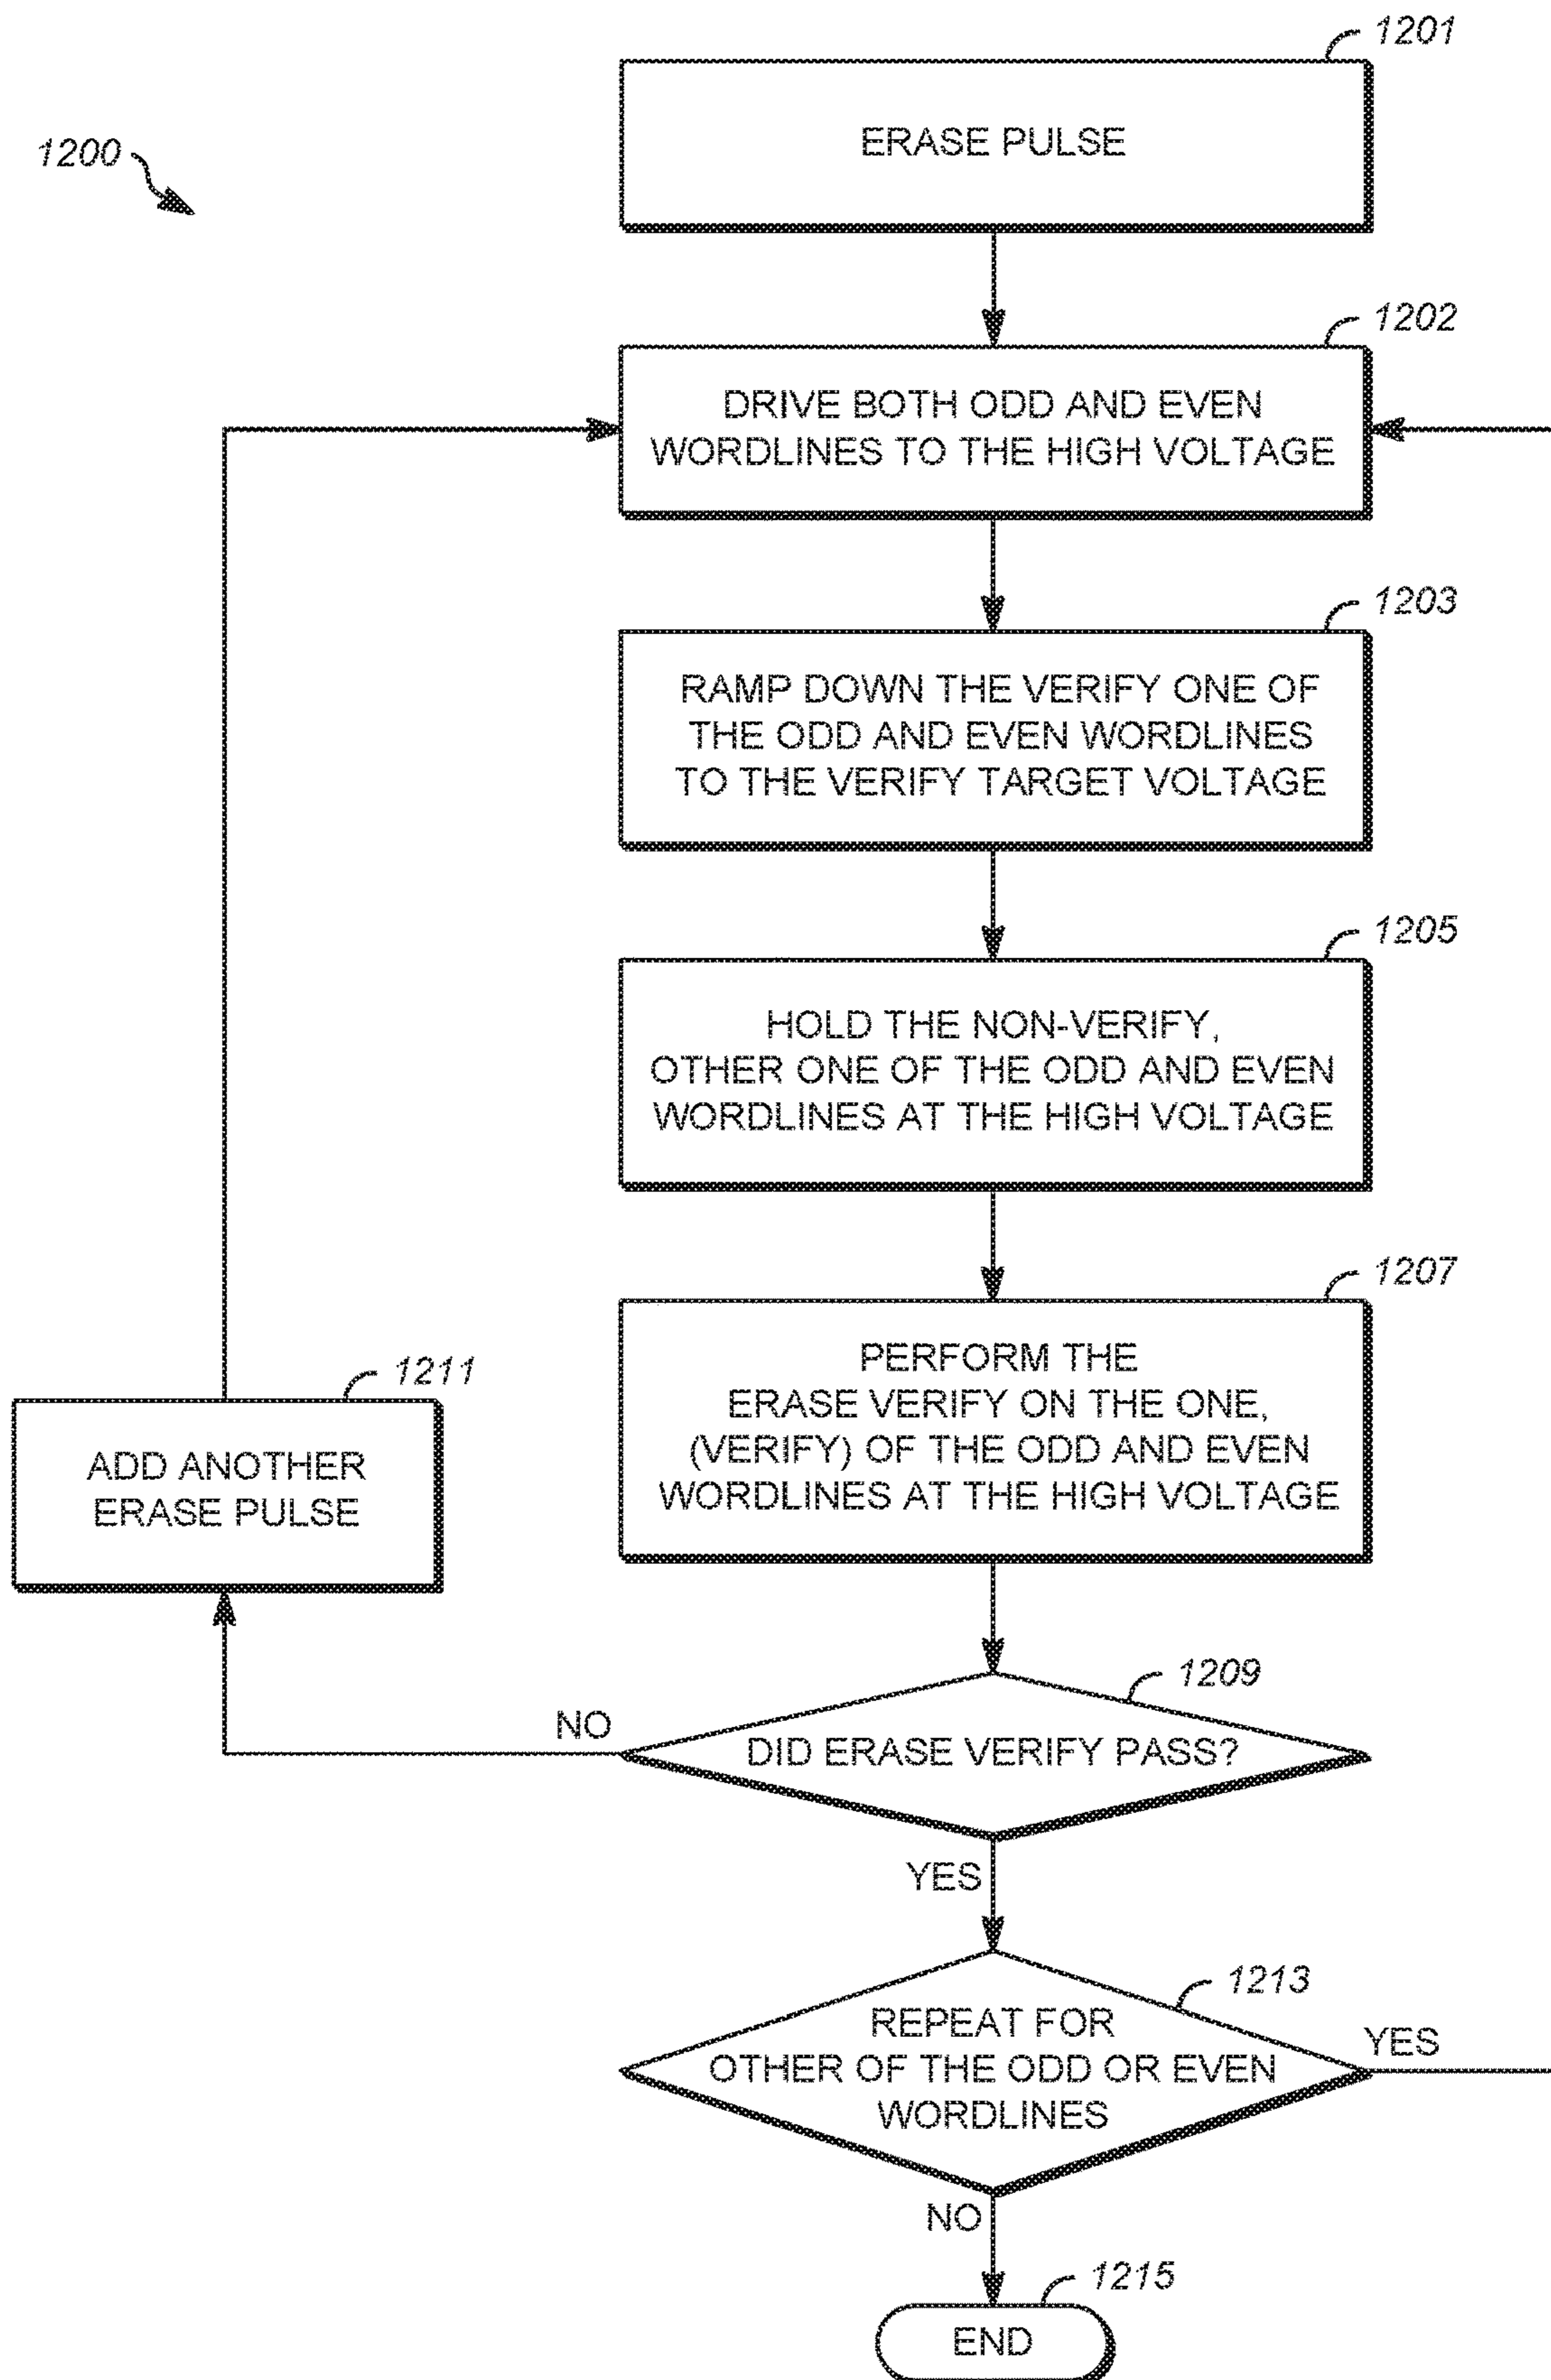 1200
1201
ERASE PULSE
1202
DRIVE BOTH ODD AND EVEN
WORDLINES TO THE HIGH VOLTAGE
1203
RAMP DOWN THE VERIFY ONE OF
THE ODD AND EVEN WORDLINES
TO THE VERIFY TARGET VOLTAGE
1205
HOLD THE NON-VERIFY,
OTHER ONE OF THE ODD AND EVEN
WORDLINES AT THE HIGH VOLTAGE
1207
PERFORM THE
ERASE VERIFY ON THE ONE,
(VERIFY) OF THE ODD AND EVEN
WORDLINES AT THE HIGH VOLTAGE
1211
ADD ANOTHER
ERASE PULSE
1209
DID ERASE VERIFY PASS?
NO
YES
1213
REPEAT FOR
OTHER OF THE ODD OR EVEN
WORDLINES
YES
NO
1215
END